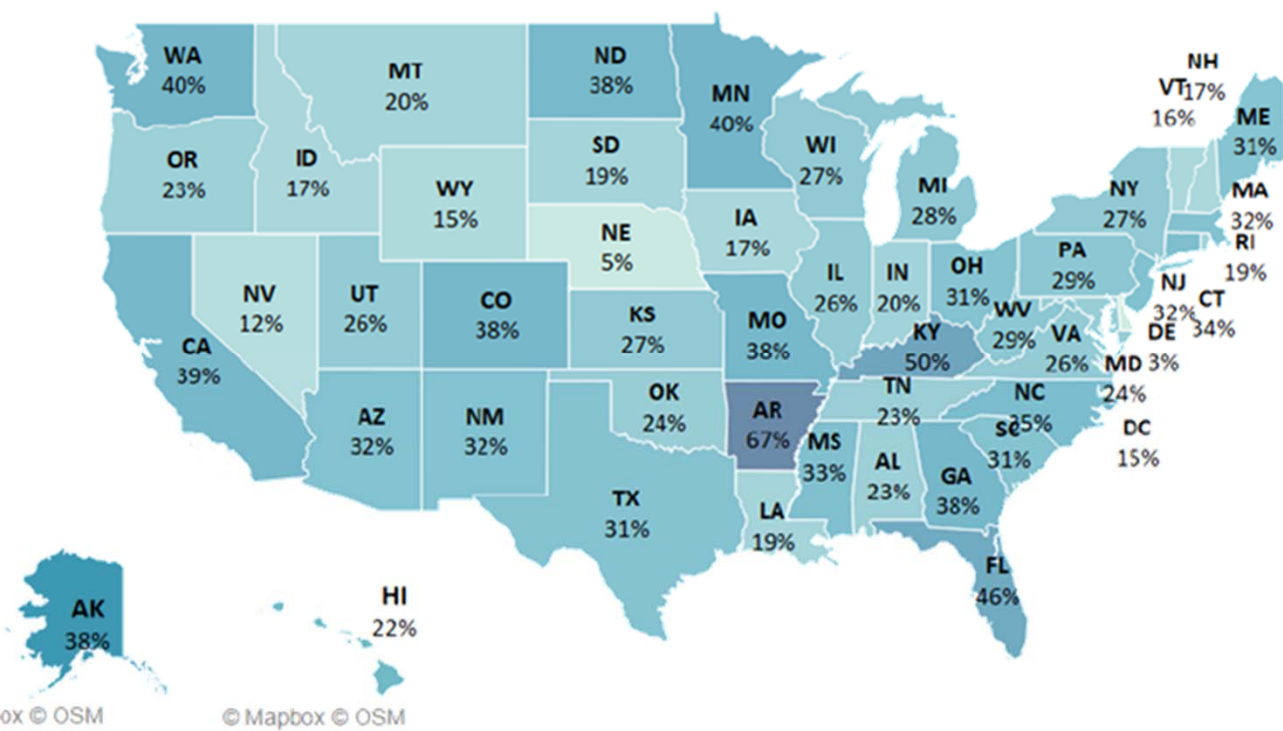 WA
40%
MT
20%
ND
38%
MN
40%
NH
17%
VT
16%
ME
31%
OR
23%
ID
17%
WY
15%
SD
19%
WI
27%
MI
28%
NY
27%
MA
32%
RI
19%
NE
5%
IA
17%
PA
29%
NJ
32%
CT
34%
NV
12%
UT
26%
CO
38%
KS
27%
MO
38%
IL
26%
IN
20%
OH
31%
WV
29%
VA
26%
DE
3%
MD
24%
DC
15%
CA
39%
KY
50%
AZ
32%
NM
32%
OK
24%
AR
67%
TN
23%
NC
35%
SC
31%
MS
33%
AL
23%
GA
38%
TX
31%
LA
19%
FL
46%
AK
38%
HI
22%
ox © OSM
© Mapbox © OSM